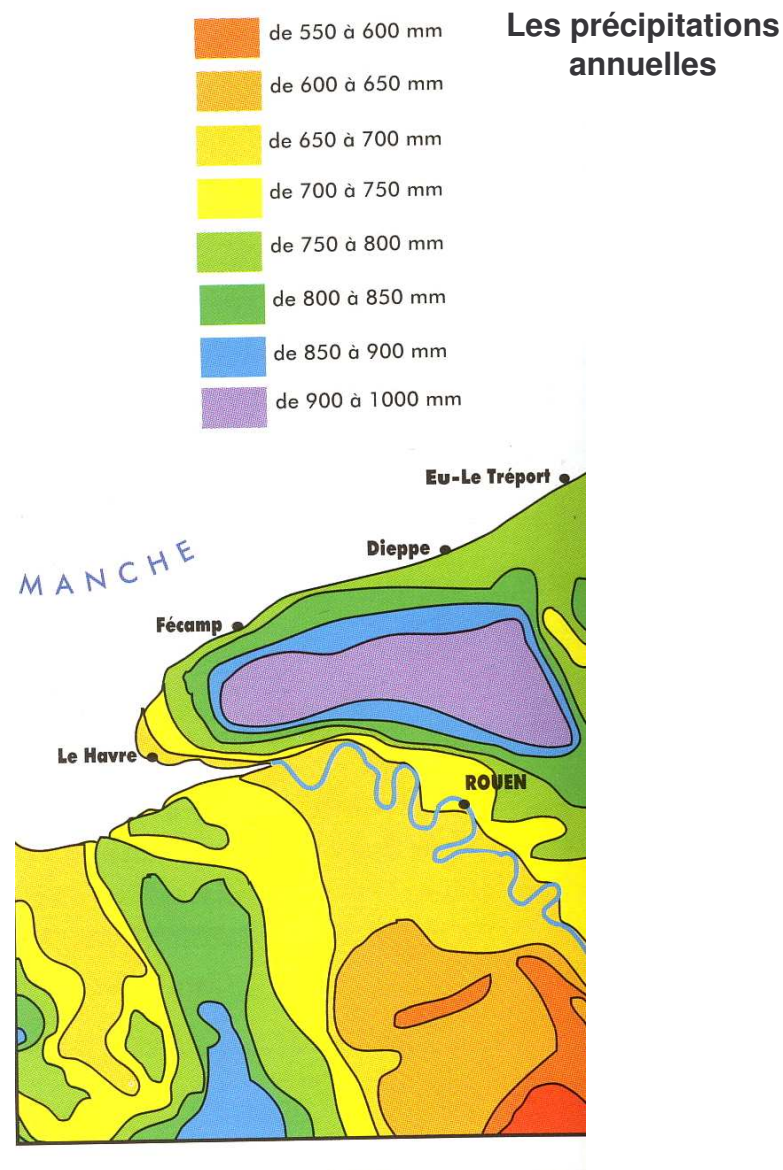 Les précipitations
annuelles
de 550 à 600 mm
de 600 à 650 mm
de 650 à 700 mm
de 700 à 750 mm
de 750 à 800 mm
de 800 à 850 mm
de 850 à 900 mm
de 900 à 1000 mm
Eu-Le Tréport
Dieppe
MANCHE
Fécamp
Le Havre
ROUEN